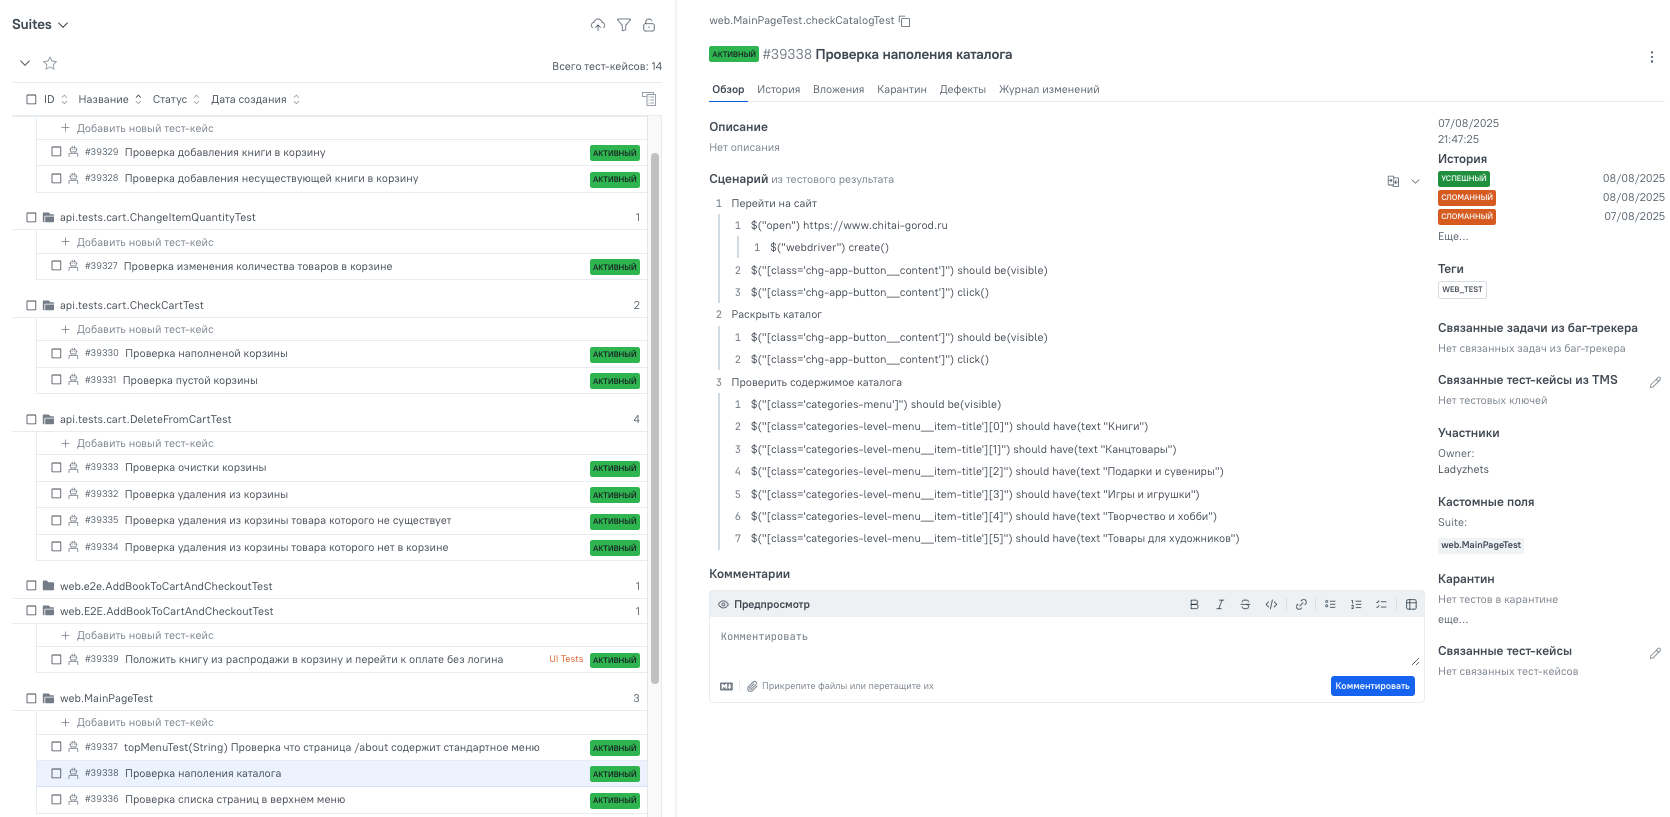 Suites
Всего тест-кейсов: 14
ID Название Статус Дата создания
Добавить новый тест-кейс
#39329 Проверка добавления книги в корзину АКТИВНЫЙ
#39328 Проверка добавления несуществующей книги в корзину АКТИВНЫЙ
api.tests.cart.ChangeItemQuantityTest 1
Добавить новый тест-кейс
#39327 Проверка изменения количества товаров в корзине АКТИВНЫЙ
api.tests.cart.CheckCartTest 2
Добавить новый тест-кейс
#39330 Проверка наполненой корзины АКТИВНЫЙ
#39331 Проверка пустой корзины АКТИВНЫЙ
api.tests.cart.DeleteFromCartTest 4
Добавить новый тест-кейс
#39333 Проверка очистки корзины АКТИВНЫЙ
#39332 Проверка удаления из корзины АКТИВНЫЙ
#39335 Проверка удаления из корзины товара которого не существует АКТИВНЫЙ
#39334 Проверка удаления из корзины товара которого нет в корзине АКТИВНЫЙ
web.e2e.AddBookToCartAndCheckoutTest 1
web.E2E.AddBookToCartAndCheckoutTest 1
Добавить новый тест-кейс
#39339 Положить книгу из распродажи в корзину и перейти к оплате без логина UI Tests АКТИВНЫЙ
web.MainPageTest 3
Добавить новый тест-кейс
#39337 topMenuTest(String) Проверка что страница /about содержит стандартное меню АКТИВНЫЙ
#39338 Проверка наполения каталога АКТИВНЫЙ
#39336 Проверка списка страниц в верхнем меню АКТИВНЫЙ
web.MainPageTest.checkCatalogTest
АКТИВНЫЙ #39338 Проверка наполения каталога
Обзор История Вложения Карантин Дефекты Журнал изменений
Описание
Нет описания
Сценарий из тестового результата
1 Перейти на сайт
1 $("open") https://www.chitai-gorod.ru
1 $("webdriver") create()
2 $("[class='chg-app-button__content']") should be(visible)
3 $("[class='chg-app-button__content']") click()
2 Раскрыть каталог
1 $("[class='chg-app-button__content']") should be(visible)
2 $("[class='chg-app-button__content']") click()
3 Проверить содержимое каталога
1 $("[class='categories-menu']") should be(visible)
2 $("[class='categories-level-menu__item-title'][0]") should have(text "Книги")
3 $("[class='categories-level-menu__item-title'][1]") should have(text "Канцтовары")
4 $("[class='categories-level-menu__item-title'][2]") should have(text "Подарки и сувениры")
5 $("[class='categories-level-menu__item-title'][3]") should have(text "Игры и игрушки")
6 $("[class='categories-level-menu__item-title'][4]") should have(text "Творчество и хобби")
7 $("[class='categories-level-menu__item-title'][5]") should have(text "Товары для художников")
Комментарии
Предпросмотр
Комментировать
Прикрепите файлы или перетащите их
Комментировать
07/08/2025
21:47:25
История
УСПЕШНЫЙ 08/08/2025
СЛОМАННЫЙ 08/08/2025
СЛОМАННЫЙ 07/08/2025
Еще...
Теги
WEB_TEST
Связанные задачи из баг-трекера
Нет связанных задач из баг-трекера
Связанные тест-кейсы из TMS
Нет тестовых ключей
Участники
Owner:
Ladyzhets
Кастомные поля
Suite:
web.MainPageTest
Карантин
Нет тестов в карантине
еще...
Связанные тест-кейсы
Нет связанных тест-кейсов